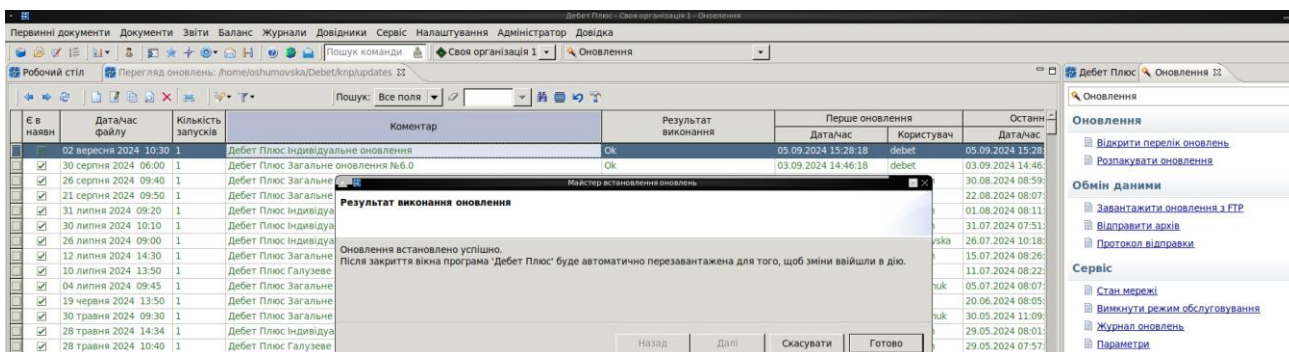 Дебет Плюс - Своя організація 1 - Оновлення
Первинні документи Документи Звіти Баланс Журнали Довідники Сервіс Налаштування Адміністратор Довідка
Пошук команди Своя організація 1 Оновлення
Робочий стіл Перегляд оновлень: /home/oshumovska/Debet/knp/updates Дебет Плюс Оновлення
Пошук: Все поля Оновлення
Є в наявн Дата/час файлу Кількість запусків Коментар Результат виконання Перше оновлення Останн
Дата/час Користувач Дата/час
02 вересня 2024 10:30 1 Дебет Плюс Індивідуальне оновлення Ok 05.09.2024 15:28:18 debet 05.09.2024 15:28:
30 серпня 2024 06:00 1 Дебет Плюс Загальне оновлення №6.0 Ok 03.09.2024 14:46:18 debet 03.09.2024 14:46:
26 серпня 2024 09:40 1 Дебет Плюс Загальне 30.08.2024 08:59:
21 серпня 2024 09:50 1 Дебет Плюс Загальне 22.08.2024 08:07:
31 липня 2024 09:20 1 Дебет Плюс Індивідуа 01.08.2024 08:11:
30 липня 2024 10:10 1 Дебет Плюс Індивідуа 31.07.2024 07:51:
26 липня 2024 09:00 1 Дебет Плюс Індивідуа vska 26.07.2024 10:18:
12 липня 2024 14:30 1 Дебет Плюс Загальне 15.07.2024 08:26:
10 липня 2024 13:50 1 Дебет Плюс Галузеве 11.07.2024 08:22:
04 липня 2024 09:45 1 Дебет Плюс Загальне nuk 05.07.2024 08:07:
19 червня 2024 13:50 1 Дебет Плюс Загальне 20.06.2024 08:05:
30 травня 2024 09:30 1 Дебет Плюс Загальне nuk 30.05.2024 11:09:
28 травня 2024 14:34 1 Дебет Плюс Індивідуа 29.05.2024 08:01:
28 травня 2024 10:40 1 Дебет Плюс Галузеве 29.05.2024 07:57:
Майстер встановлення оновлень
Результат виконання оновлення
Оновлення встановлено успішно.
Після закриття вікна програма 'Дебет Плюс' буде автоматично перезавантажена для того, щоб зміни ввійшли в дію.
Назад Далі Скасувати Готово
Оновлення
Відкрити перелік оновлень
Розпакувати оновлення
Обмін даними
Завантажити оновлення з FTP
Відправити архів
Протокол відправки
Сервіс
Стан мережі
Вимкнути режим обслуговування
Журнал оновлень
Параметри